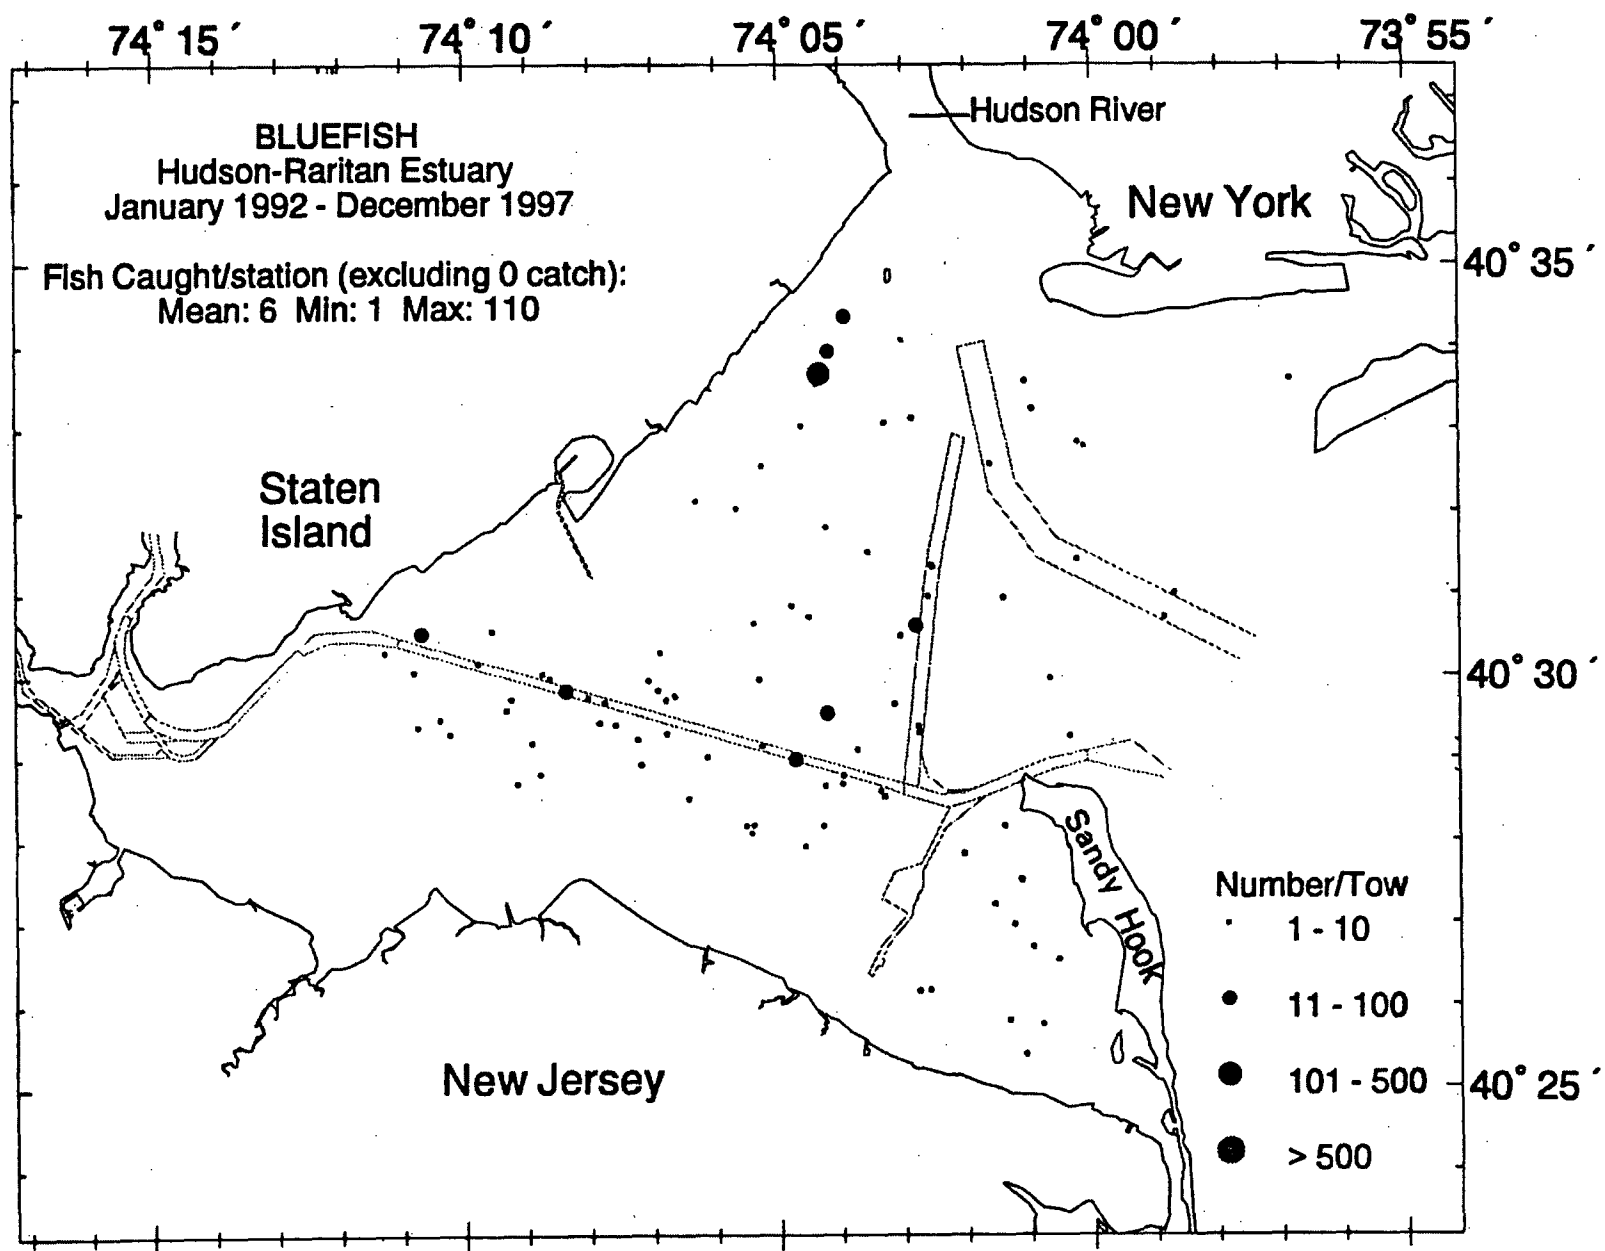 74° 15 ´ 74° 10 ´ 74° 05 ´ 74° 00 ´ 73° 55 ´
Hudson River
BLUEFISH
Hudson-Raritan Estuary
January 1992 - December 1997
New York
40° 35 ´
Fish Caught/station (excluding 0 catch):
Mean: 6 Min: 1 Max: 110
Staten
Island
40° 30 ´
Sandy Hook
Number/Tow
1 - 10
11 - 100
New Jersey
101 - 500
40° 25 ´
> 500